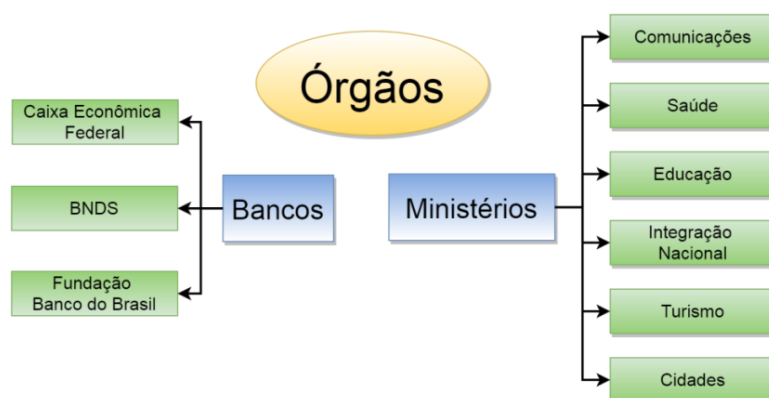 Órgãos
Caixa Econômica
Federal
BNDS
Fundação
Banco do Brasil
Bancos
Ministérios
Comunicações
Saúde
Educação
Integração
Nacional
Turismo
Cidades